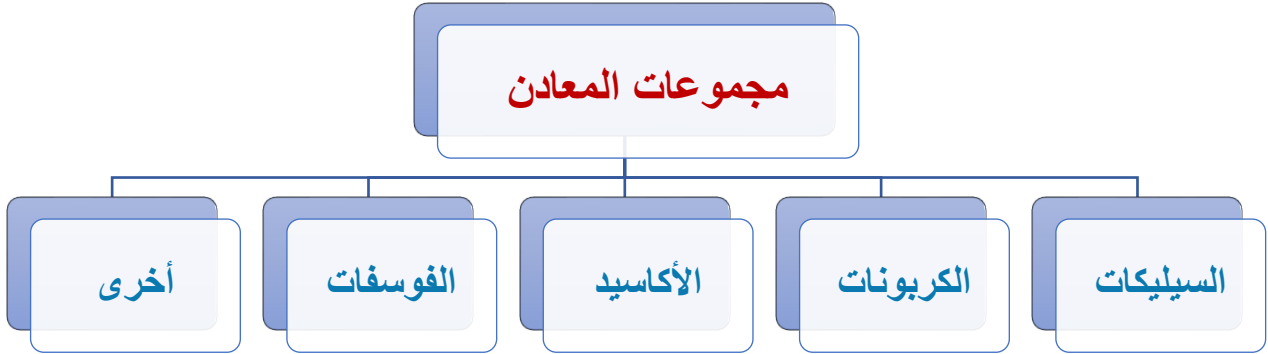 مجموعات المعادن
السيليكات
الكربونات
الأكاسيد
الفوسفات
أخرى